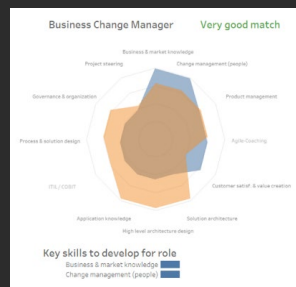 Business Change Manager Very good match
Business & market knowledge
Project steering Change management (people)
Governance & organization Product management
Process & solution design Agile Coaching
ITIL / COBIT Customer satisf. & value creation
Application knowledge Solution architecture
High level architecture design
Key skills to develop for role
Business & market knowledge
Change management (people)